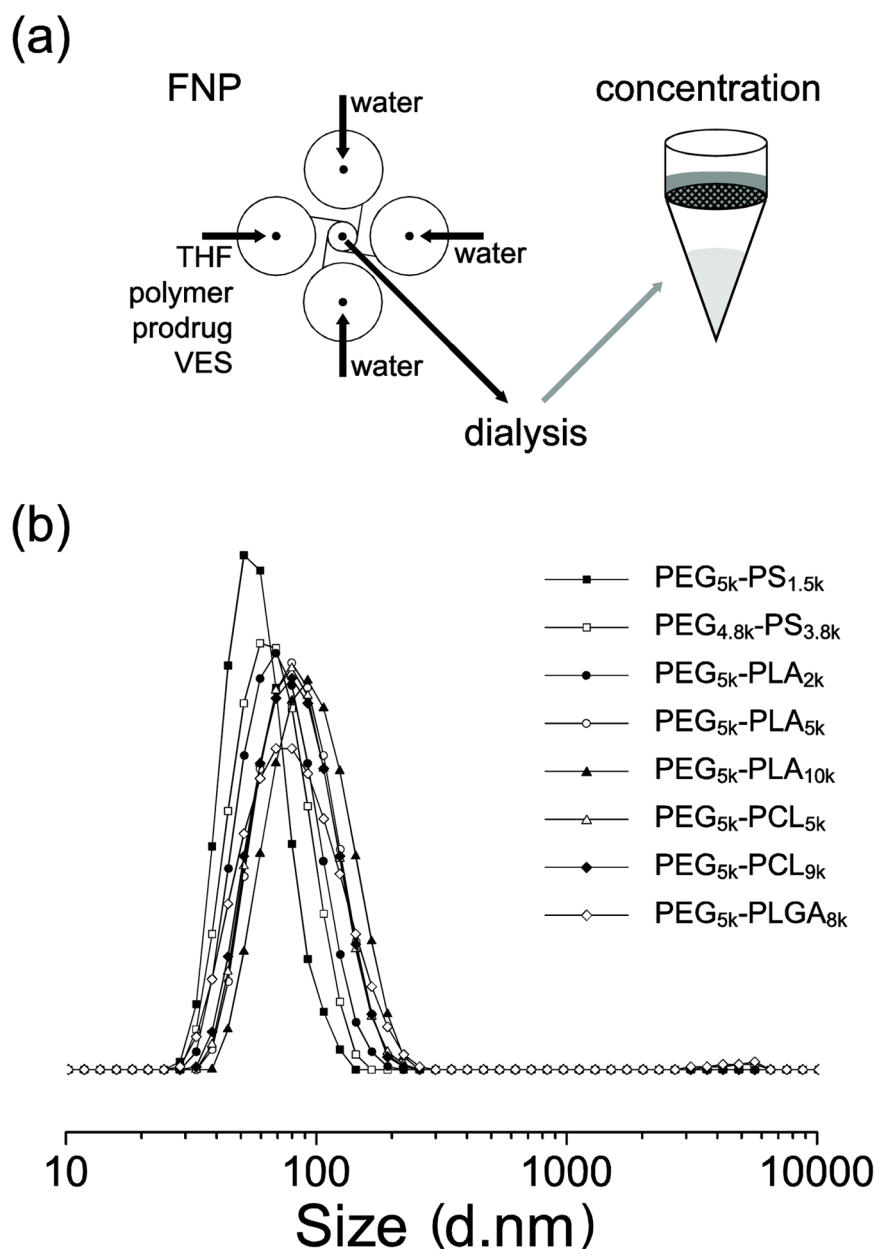 (a)
FNP
concentration
water
THF
polymer
prodrug
VES
water
water
dialysis
(b)
PEG5k-PS1.5k
PEG4.8k-PS3.8k
PEG5k-PLA2k
PEG5k-PLA5k
PEG5k-PLA10k
PEG5k-PCL5k
PEG5k-PCL9k
PEG5k-PLGA8k
10 100 1000 10000
Size (d.nm)